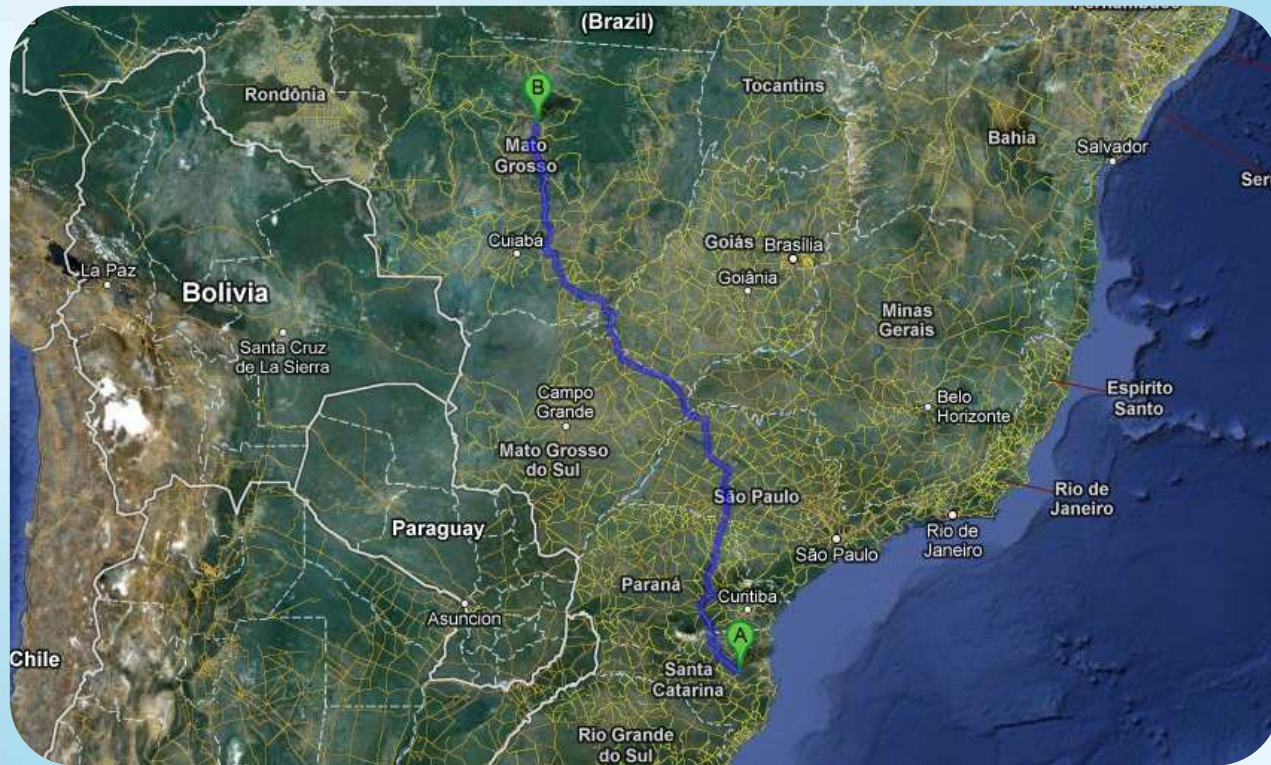 (Brazil)
Rondônia
B
Tocantins
Mato
Grosso
Bahia
Salvador
Cuiabá
Goiás
Brasília
Goiânia
La Paz
Bolivia
Minas
Gerais
Santa Cruz
de La Sierra
Campo
Grande
Belo
Horizonte
Espirito
Santo
Mato Grosso
do Sul
São Paulo
Rio de
Janeiro
Paraguay
Rio de
Janeiro
São Paulo
Paraná
Curitiba
Asuncion
A
Chile
Santa
Catarina
Rio Grande
do Sul